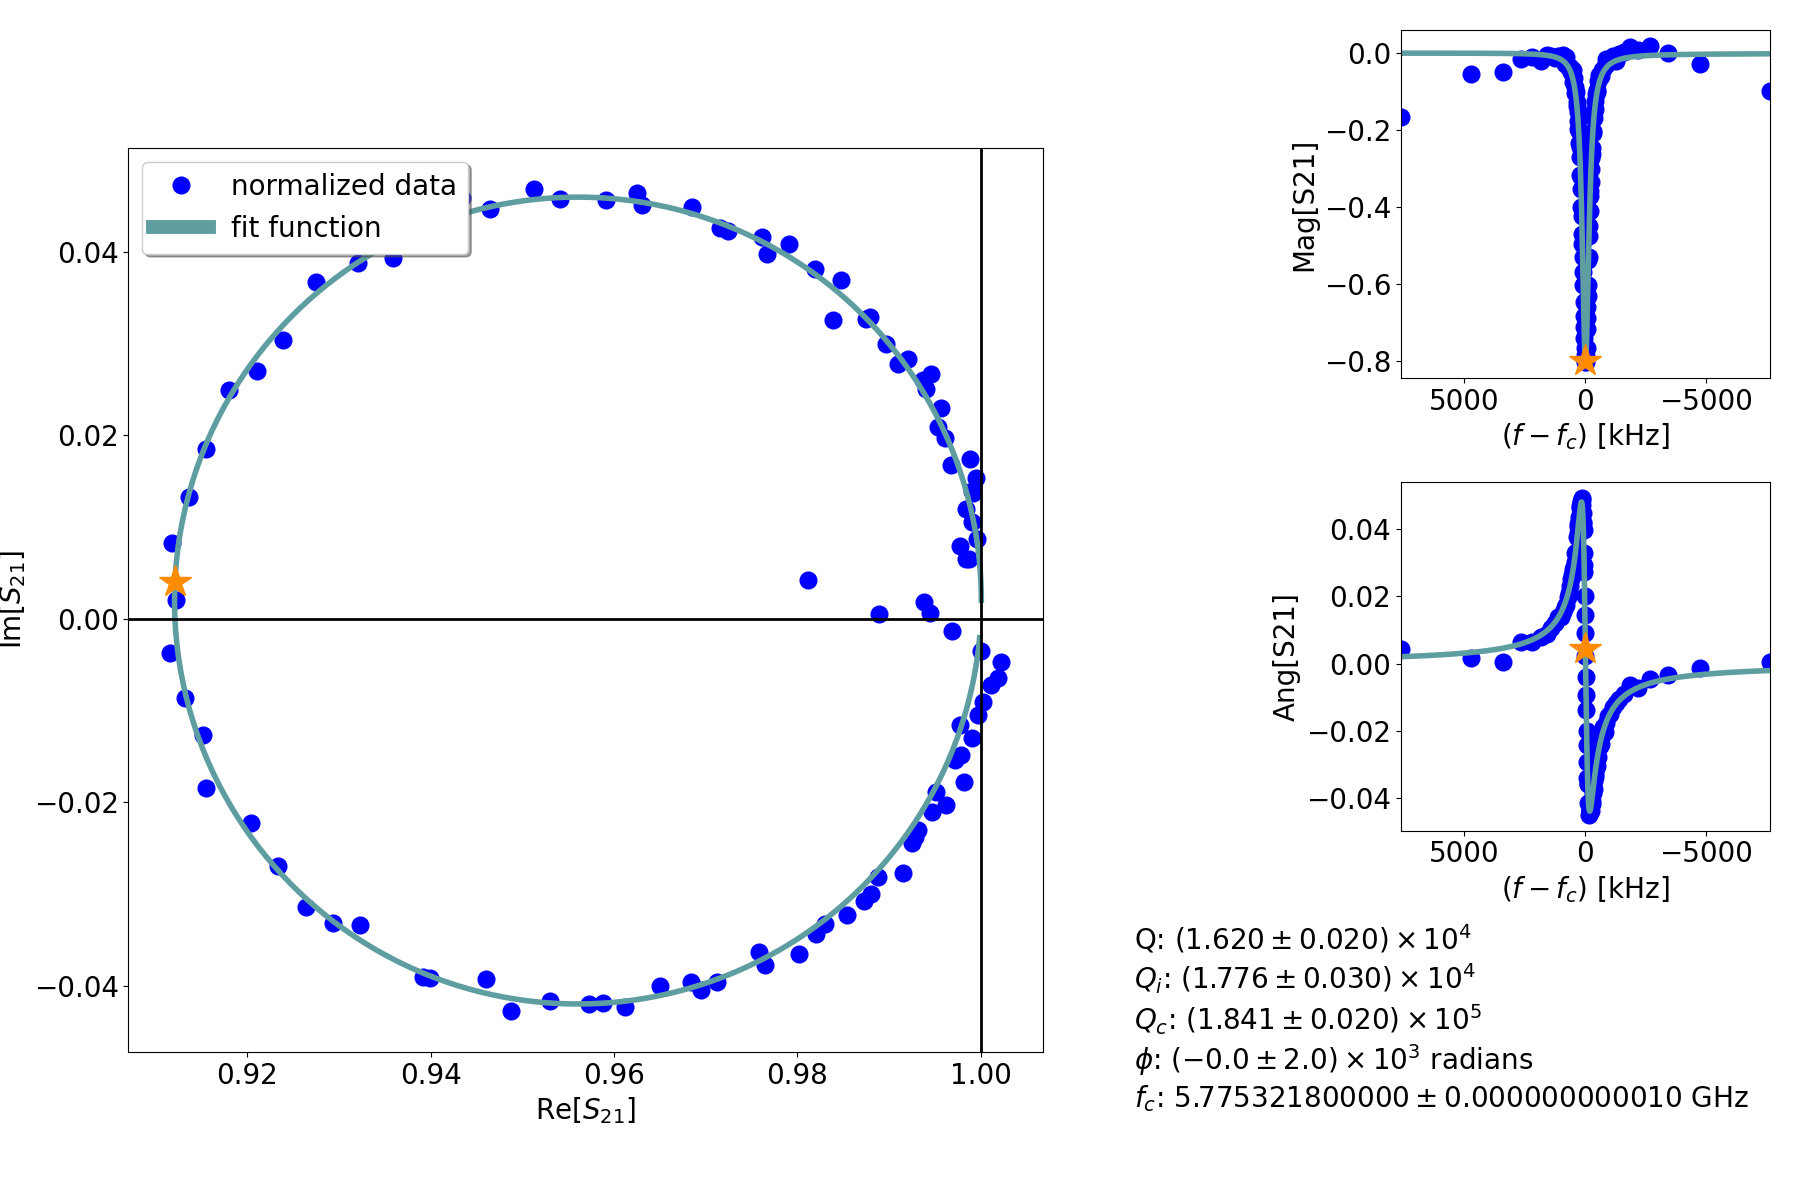 normalized data
fit function
0.04
0.02
0.00
−0.02
−0.04
Im[S21]
0.92 0.94 0.96 0.98 1.00
Re[S21]
0.0
−0.2
−0.4
−0.6
−0.8
Mag[S21]
5000 0 −5000
(f − fc) [kHz]
0.04
0.02
0.00
−0.02
−0.04
Ang[S21]
5000 0 −5000
(f − fc) [kHz]
Q: (1.620 ± 0.020) × 10^4
Qi: (1.776 ± 0.030) × 10^4
Qc: (1.841 ± 0.020) × 10^5
ϕ: (−0.0 ± 2.0) × 10^3 radians
fc: 5.775321800000 ± 0.000000000010 GHz